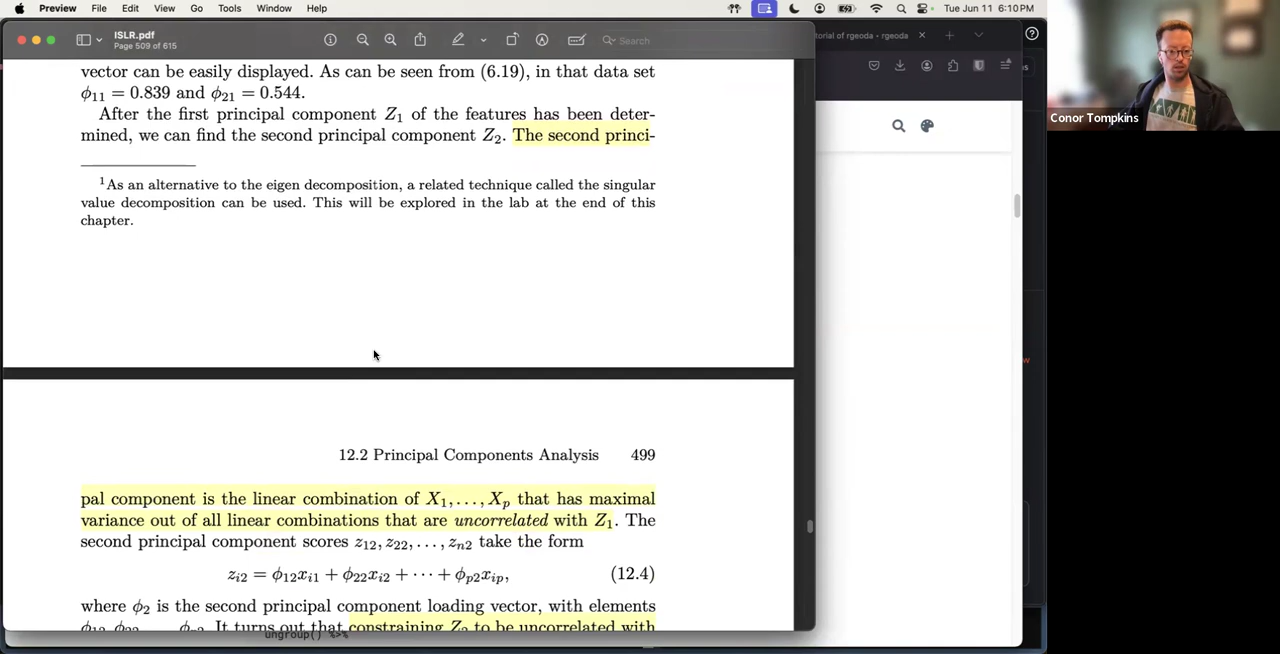 Preview File Edit View Go Tools Window Help Tue Jun 11 6:10 PM
ISLR.pdf
Page 509 of 615
Search
torial of rgeoda • rgeoda
vector can be easily displayed. As can be seen from (6.19), in that data set
ϕ₁₁ = 0.839 and ϕ₂₁ = 0.544.
After the first principal component Z₁ of the features has been deter-
mined, we can find the second principal component Z₂. The second princi-
¹As an alternative to the eigen decomposition, a related technique called the singular
value decomposition can be used. This will be explored in the lab at the end of this
chapter.
12.2 Principal Components Analysis 499
pal component is the linear combination of X₁,...,Xₚ that has maximal
variance out of all linear combinations that are uncorrelated with Z₁. The
second principal component scores z₁₂, z₂₂, ..., zₙ₂ take the form
zᵢ₂ = ϕ₁₂xᵢ₁ + ϕ₂₂xᵢ₂ + ··· + ϕₚ₂xᵢₚ, (12.4)
where ϕ₂ is the second principal component loading vector, with elements
ϕ₁₂, ϕ₂₂, ..., ϕₚ₂. It turns out that constraining Z₂ to be uncorrelated with
ungroup() %>%
Conor Tompkins